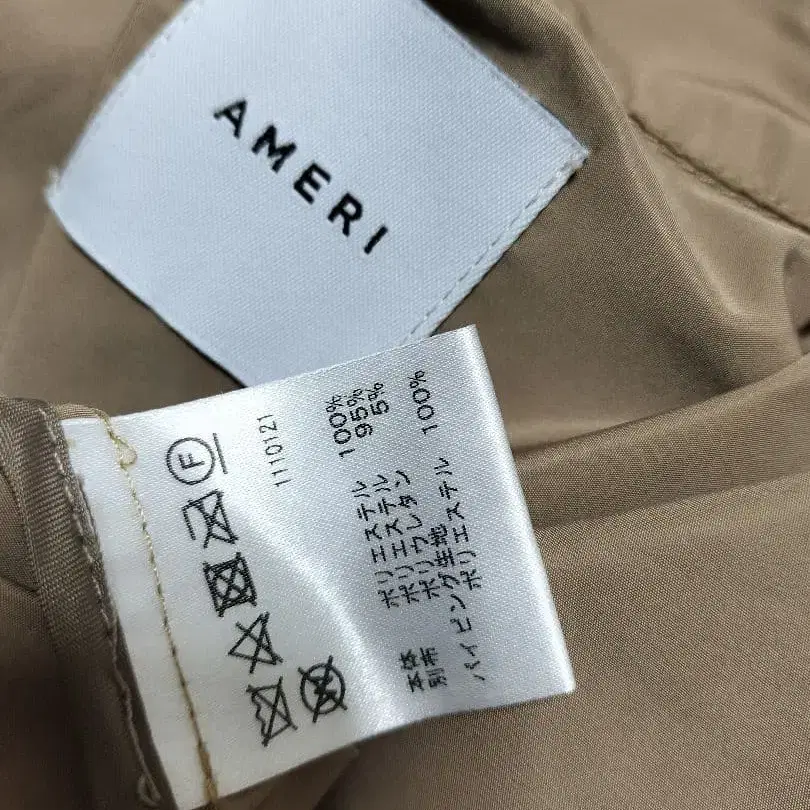 AMERI
本体 ポリエステル 100%
別布 ポリエステル 95%
ポリウレタン 5%
パイピング生地
ポリエステル 100%
1110121
F